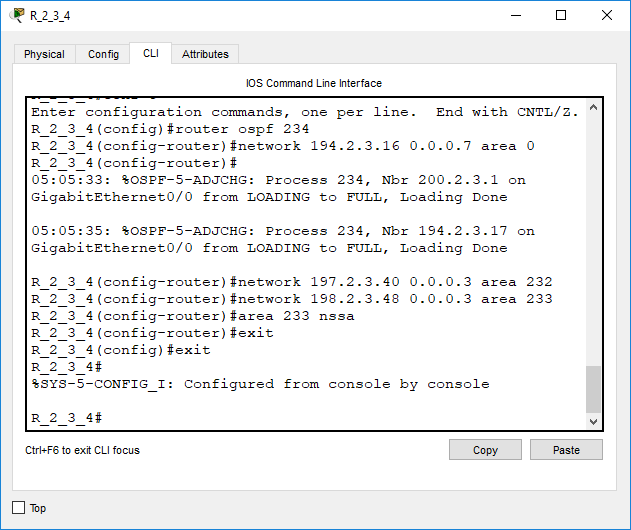 R_2_3_4
Physical
Config
CLI
Attributes
IOS Command Line Interface
Enter configuration commands, one per line.  End with CNTL/Z.
R_2_3_4(config)#router ospf 234
R_2_3_4(config-router)#network 194.2.3.16 0.0.0.7 area 0
R_2_3_4(config-router)#
05:05:33: %OSPF-5-ADJCHG: Process 234, Nbr 200.2.3.1 on
GigabitEthernet0/0 from LOADING to FULL, Loading Done
05:05:35: %OSPF-5-ADJCHG: Process 234, Nbr 194.2.3.17 on
GigabitEthernet0/0 from LOADING to FULL, Loading Done
R_2_3_4(config-router)#network 197.2.3.40 0.0.0.3 area 232
R_2_3_4(config-router)#network 198.2.3.48 0.0.0.3 area 233
R_2_3_4(config-router)#area 233 nssa
R_2_3_4(config-router)#exit
R_2_3_4(config)#exit
R_2_3_4#
%SYS-5-CONFIG_I: Configured from console by console
R_2_3_4#
Ctrl+F6 to exit CLI focus
Copy
Paste
Top